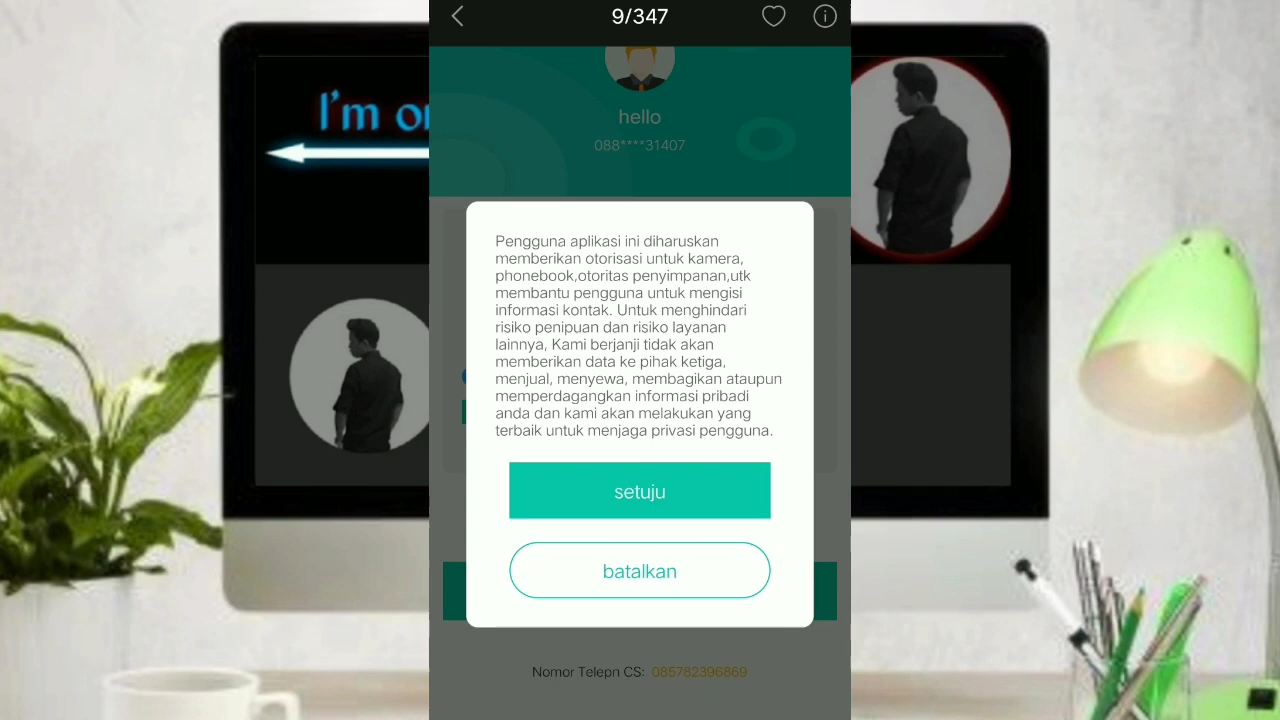 9/347
I'm o
hello
088****31407
Pengguna aplikasi ini diharuskan
memberikan otorisasi untuk kamera,
phonebook,otoritas penyimpanan,utk
membantu pengguna untuk mengisi
informasi kontak. Untuk menghindari
risiko penipuan dan risiko layanan
lainnya, Kami berjanji tidak akan
memberikan data ke pihak ketiga,
menjual, menyewa, membagikan ataupun
memperdagangkan informasi pribadi
anda dan kami akan melakukan yang
terbaik untuk menjaga privasi pengguna.
setuju
batalkan
Nomor Telepn CS: 085782396869